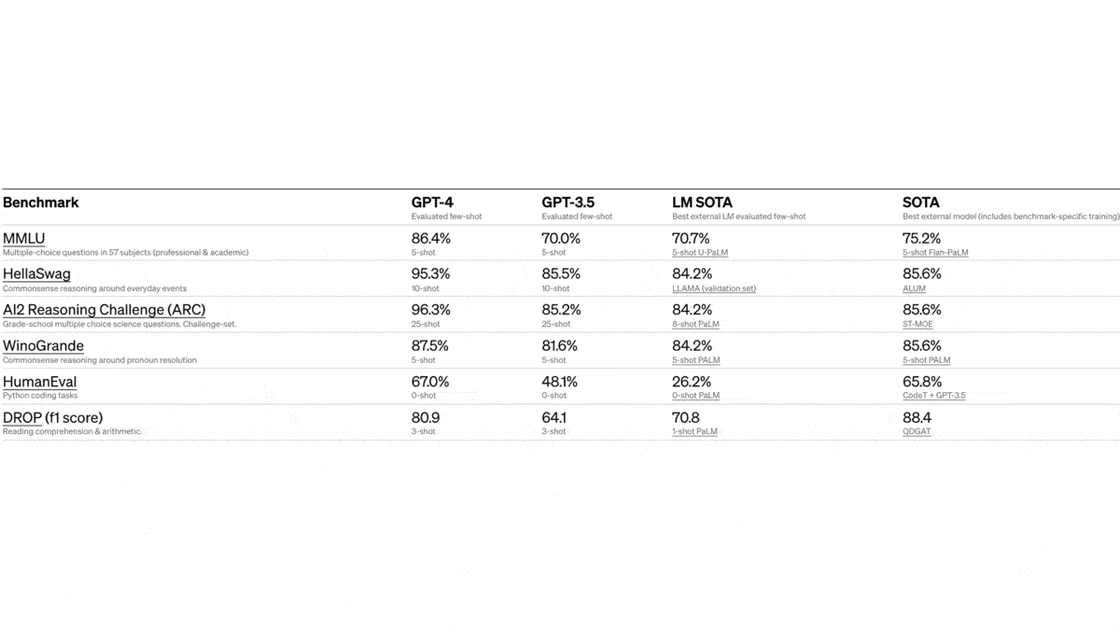 Benchmark GPT-4 GPT-3.5 LM SOTA SOTA
Evaluated few-shot Evaluated few-shot Best external LM evaluated few-shot Best external model (includes benchmark-specific training)
MMLU 86.4% 70.0% 70.7% 75.2%
Multiple-choice questions in 57 subjects (professional & academic) 5-shot 5-shot 5-shot U-PaLM 5-shot Flan-PaLM
HellaSwag 95.3% 85.5% 84.2% 85.6%
Commonsense reasoning around everyday events 10-shot 10-shot LLAMA (validation set) ALUM
AI2 Reasoning Challenge (ARC) 96.3% 85.2% 84.2% 85.6%
Grade-school multiple choice science questions. Challenge-set. 25-shot 25-shot 8-shot PaLM ST-MOE
WinoGrande 87.5% 81.6% 84.2% 85.6%
Commonsense reasoning around pronoun resolution 5-shot 5-shot 5-shot PALM 5-shot PALM
HumanEval 67.0% 48.1% 26.2% 65.8%
Python coding tasks 0-shot 0-shot 0-shot PaLM CodeT + GPT-3.5
DROP (f1 score) 80.9 64.1 70.8 88.4
Reading comprehension & arithmetic. 3-shot 3-shot 1-shot PaLM QDGAT